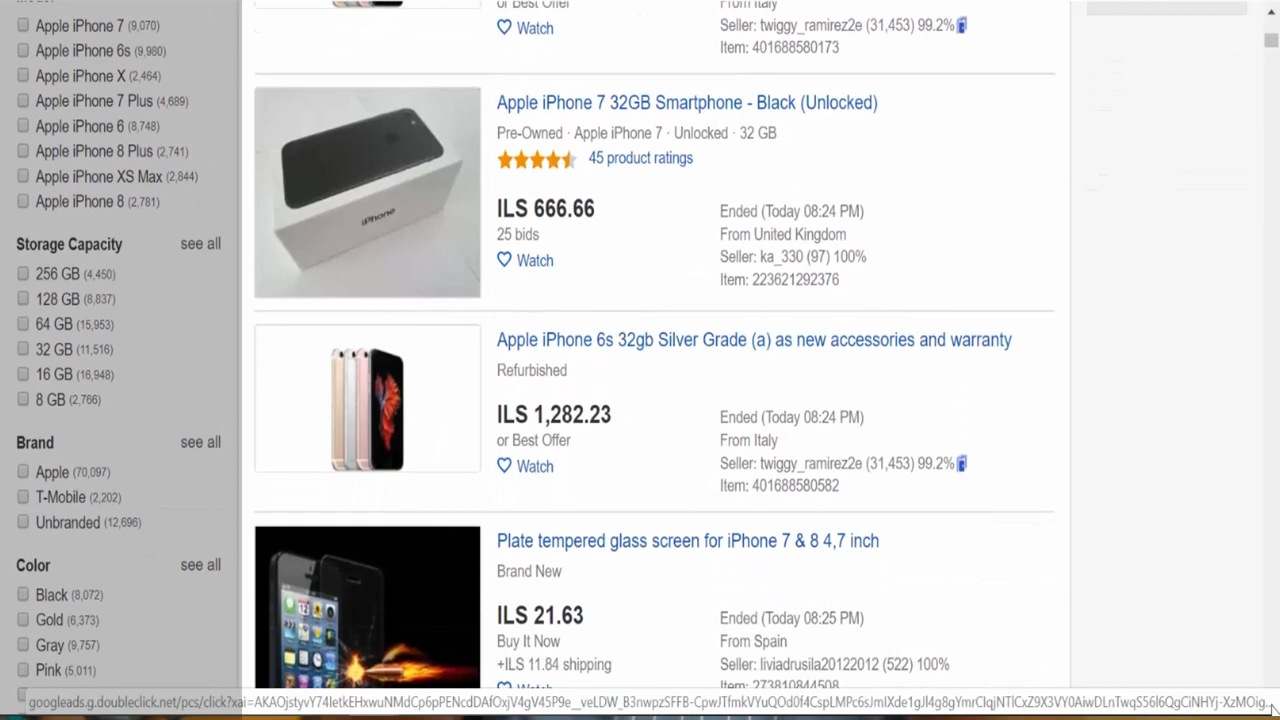 Apple iPhone 7 (9,070)
Apple iPhone 6s (9,980)
Apple iPhone X (2,464)
Apple iPhone 7 Plus (4,689)
Apple iPhone 6 (8,748)
Apple iPhone 8 Plus (2,741)
Apple iPhone XS Max (2,844)
Apple iPhone 8 (2,781)
Storage Capacity see all
256 GB (4,450)
128 GB (8,837)
64 GB (15,953)
32 GB (11,516)
16 GB (16,948)
8 GB (2,766)
Brand see all
Apple (70,097)
T-Mobile (2,202)
Unbranded (12,696)
Color see all
Black (8,072)
Gold (6,373)
Gray (9,757)
Pink (5,011)
or Best Offer
Watch
From Italy
Seller: twiggy_ramirez2e (31,453) 99.2%
Item: 401688580173
Apple iPhone 7 32GB Smartphone - Black (Unlocked)
Pre-Owned · Apple iPhone 7 · Unlocked · 32 GB
45 product ratings
iPhone
ILS 666.66
25 bids
Watch
Ended (Today 08:24 PM)
From United Kingdom
Seller: ka_330 (97) 100%
Item: 223621292376
Apple iPhone 6s 32gb Silver Grade (a) as new accessories and warranty
Refurbished
ILS 1,282.23
or Best Offer
Watch
Ended (Today 08:24 PM)
From Italy
Seller: twiggy_ramirez2e (31,453) 99.2%
Item: 401688580582
Plate tempered glass screen for iPhone 7 & 8 4,7 inch
Brand New
ILS 21.63
Buy It Now
+ILS 11.84 shipping
Watch
Ended (Today 08:25 PM)
From Spain
Seller: liviadrusila20122012 (522) 100%
Item: 273810844508